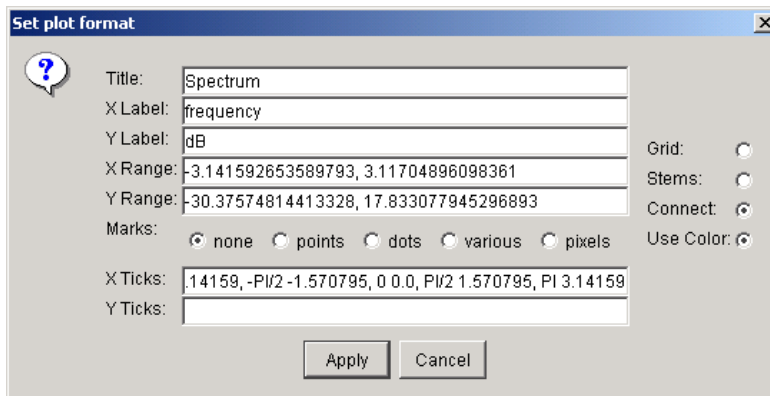 Set plot format
Title: Spectrum
X Label: frequency
Y Label: dB
X Range: -3.141592653589793, 3.11704896098361
Y Range: -30.37574814413328, 17.833077945296893
Marks: none points dots various pixels
X Ticks: .14159, -PI/2 -1.570795, 0 0.0, PI/2 1.570795, PI 3.14159
Y Ticks:
Grid:
Stems:
Connect:
Use Color:
Apply Cancel